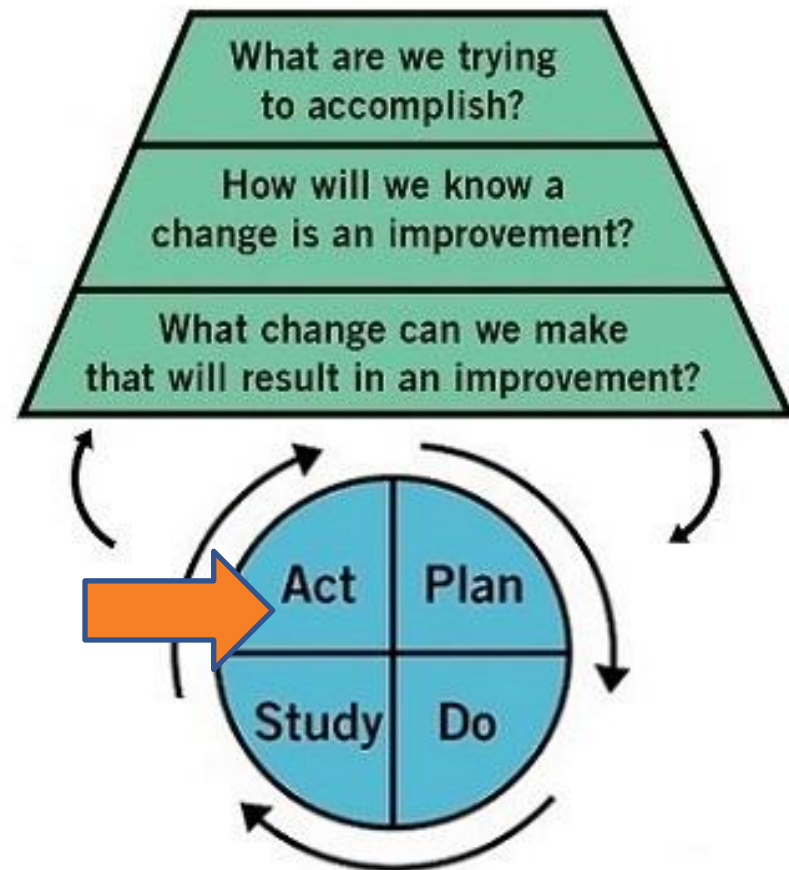 What are we trying
to accomplish?
How will we know a
change is an improvement?
What change can we make
that will result in an improvement?
Act
Plan
Study
Do